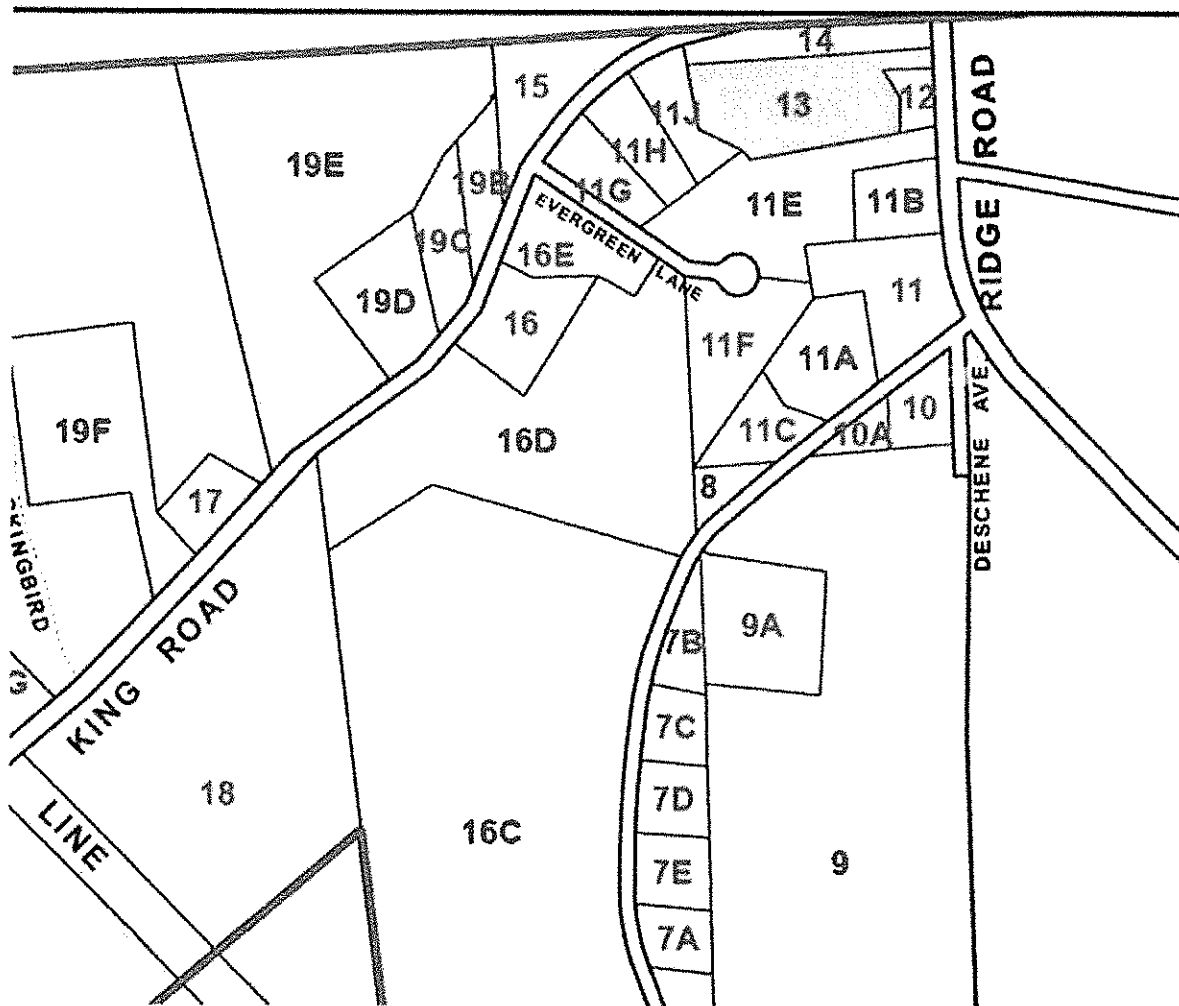 14
15
13
12
RIDGE ROAD
11J
19E
11H
19B
11G
11E
11B
EVERGREEN LANE
19C
16E
19D
16
11
11F
11A
19F
16D
11C
10A
10
DESCHENE AVE.
17
8
KINGBIRD
9A
7B
G
KING ROAD
7C
18
7D
LINE
16C
7E
9
7A